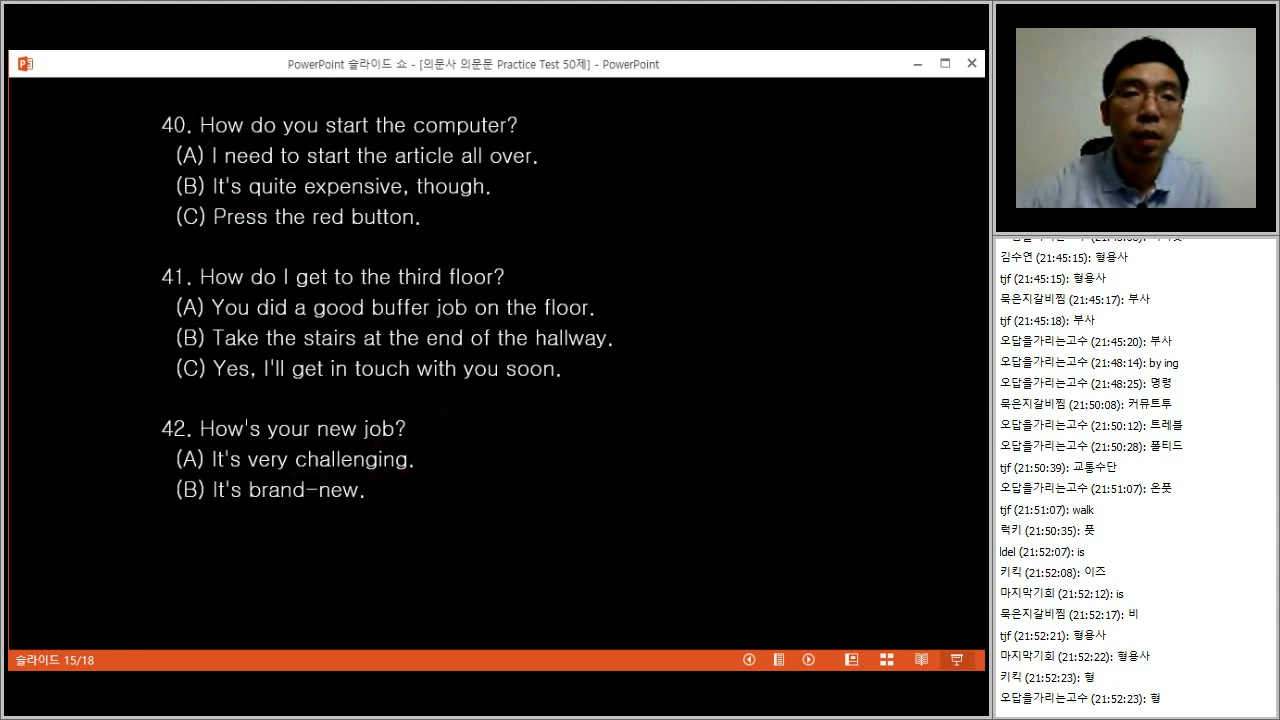 PowerPoint 슬라이드 쇼 - [의문사 의문문 Practice Test 50제] - PowerPoint
40. How do you start the computer?
(A) I need to start the article all over.
(B) It's quite expensive, though.
(C) Press the red button.
41. How do I get to the third floor?
(A) You did a good buffer job on the floor.
(B) Take the stairs at the end of the hallway.
(C) Yes, I'll get in touch with you soon.
42. How's your new job?
(A) It's very challenging.
(B) It's brand-new.
슬라이드 15/18
김수연 (21:45:15): 형용사
tjf (21:45:15): 형용사
묵은지갈비찜 (21:45:17): 부사
tjf (21:45:18): 부사
오답을가리는고수 (21:45:20): 부사
오답을가리는고수 (21:48:14): by ing
오답을가리는고수 (21:48:25): 명령
묵은지갈비찜 (21:50:08): 커뮤트투
오답을가리는고수 (21:50:12): 트레블
오답을가리는고수 (21:50:28): 폴티드
tjf (21:50:39): 교통수단
오답을가리는고수 (21:51:07): 온풋
tjf (21:51:07): walk
럭키 (21:50:35): 풋
ldel (21:52:07): is
키킥 (21:52:08): 이즈
마지막기회 (21:52:12): is
묵은지갈비찜 (21:52:17): 비
tjf (21:52:21): 형용사
마지막기회 (21:52:22): 형용사
키킥 (21:52:23): 형
오답을가리는고수 (21:52:23): 형